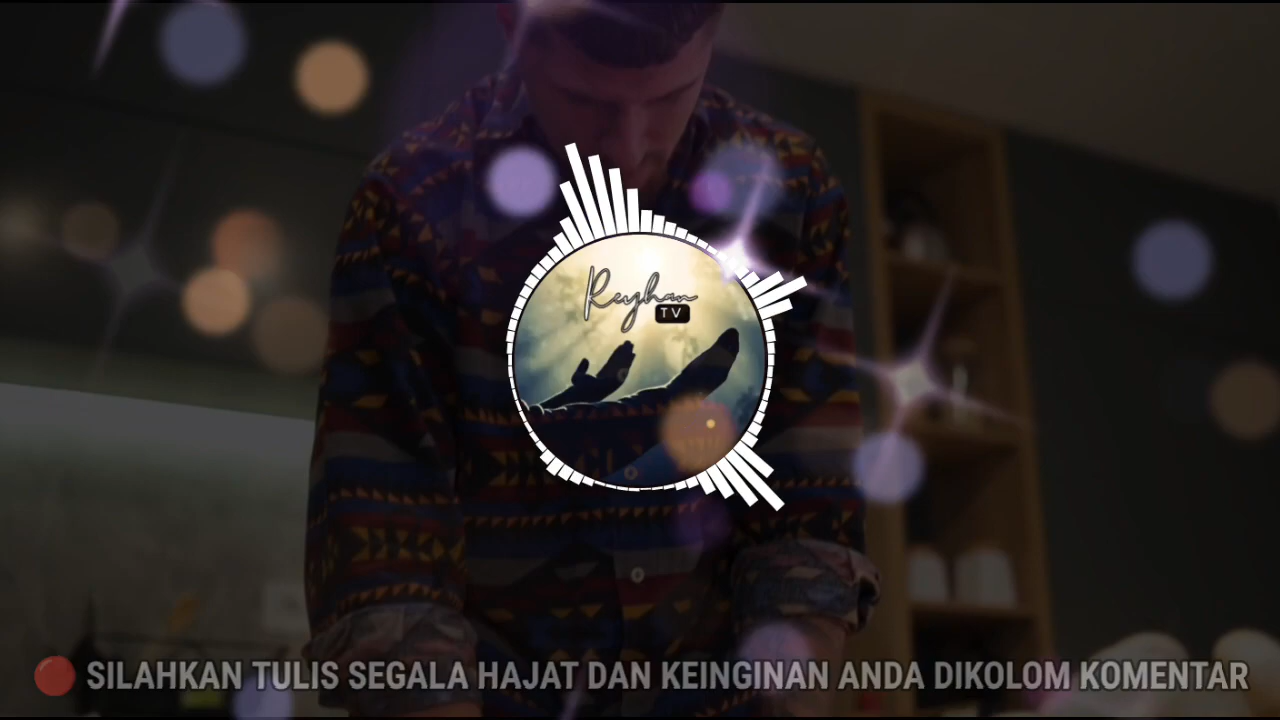 Reyhan
TV
SILAHKAN TULIS SEGALA HAJAT DAN KEINGINAN ANDA DIKOLOM KOMENTAR